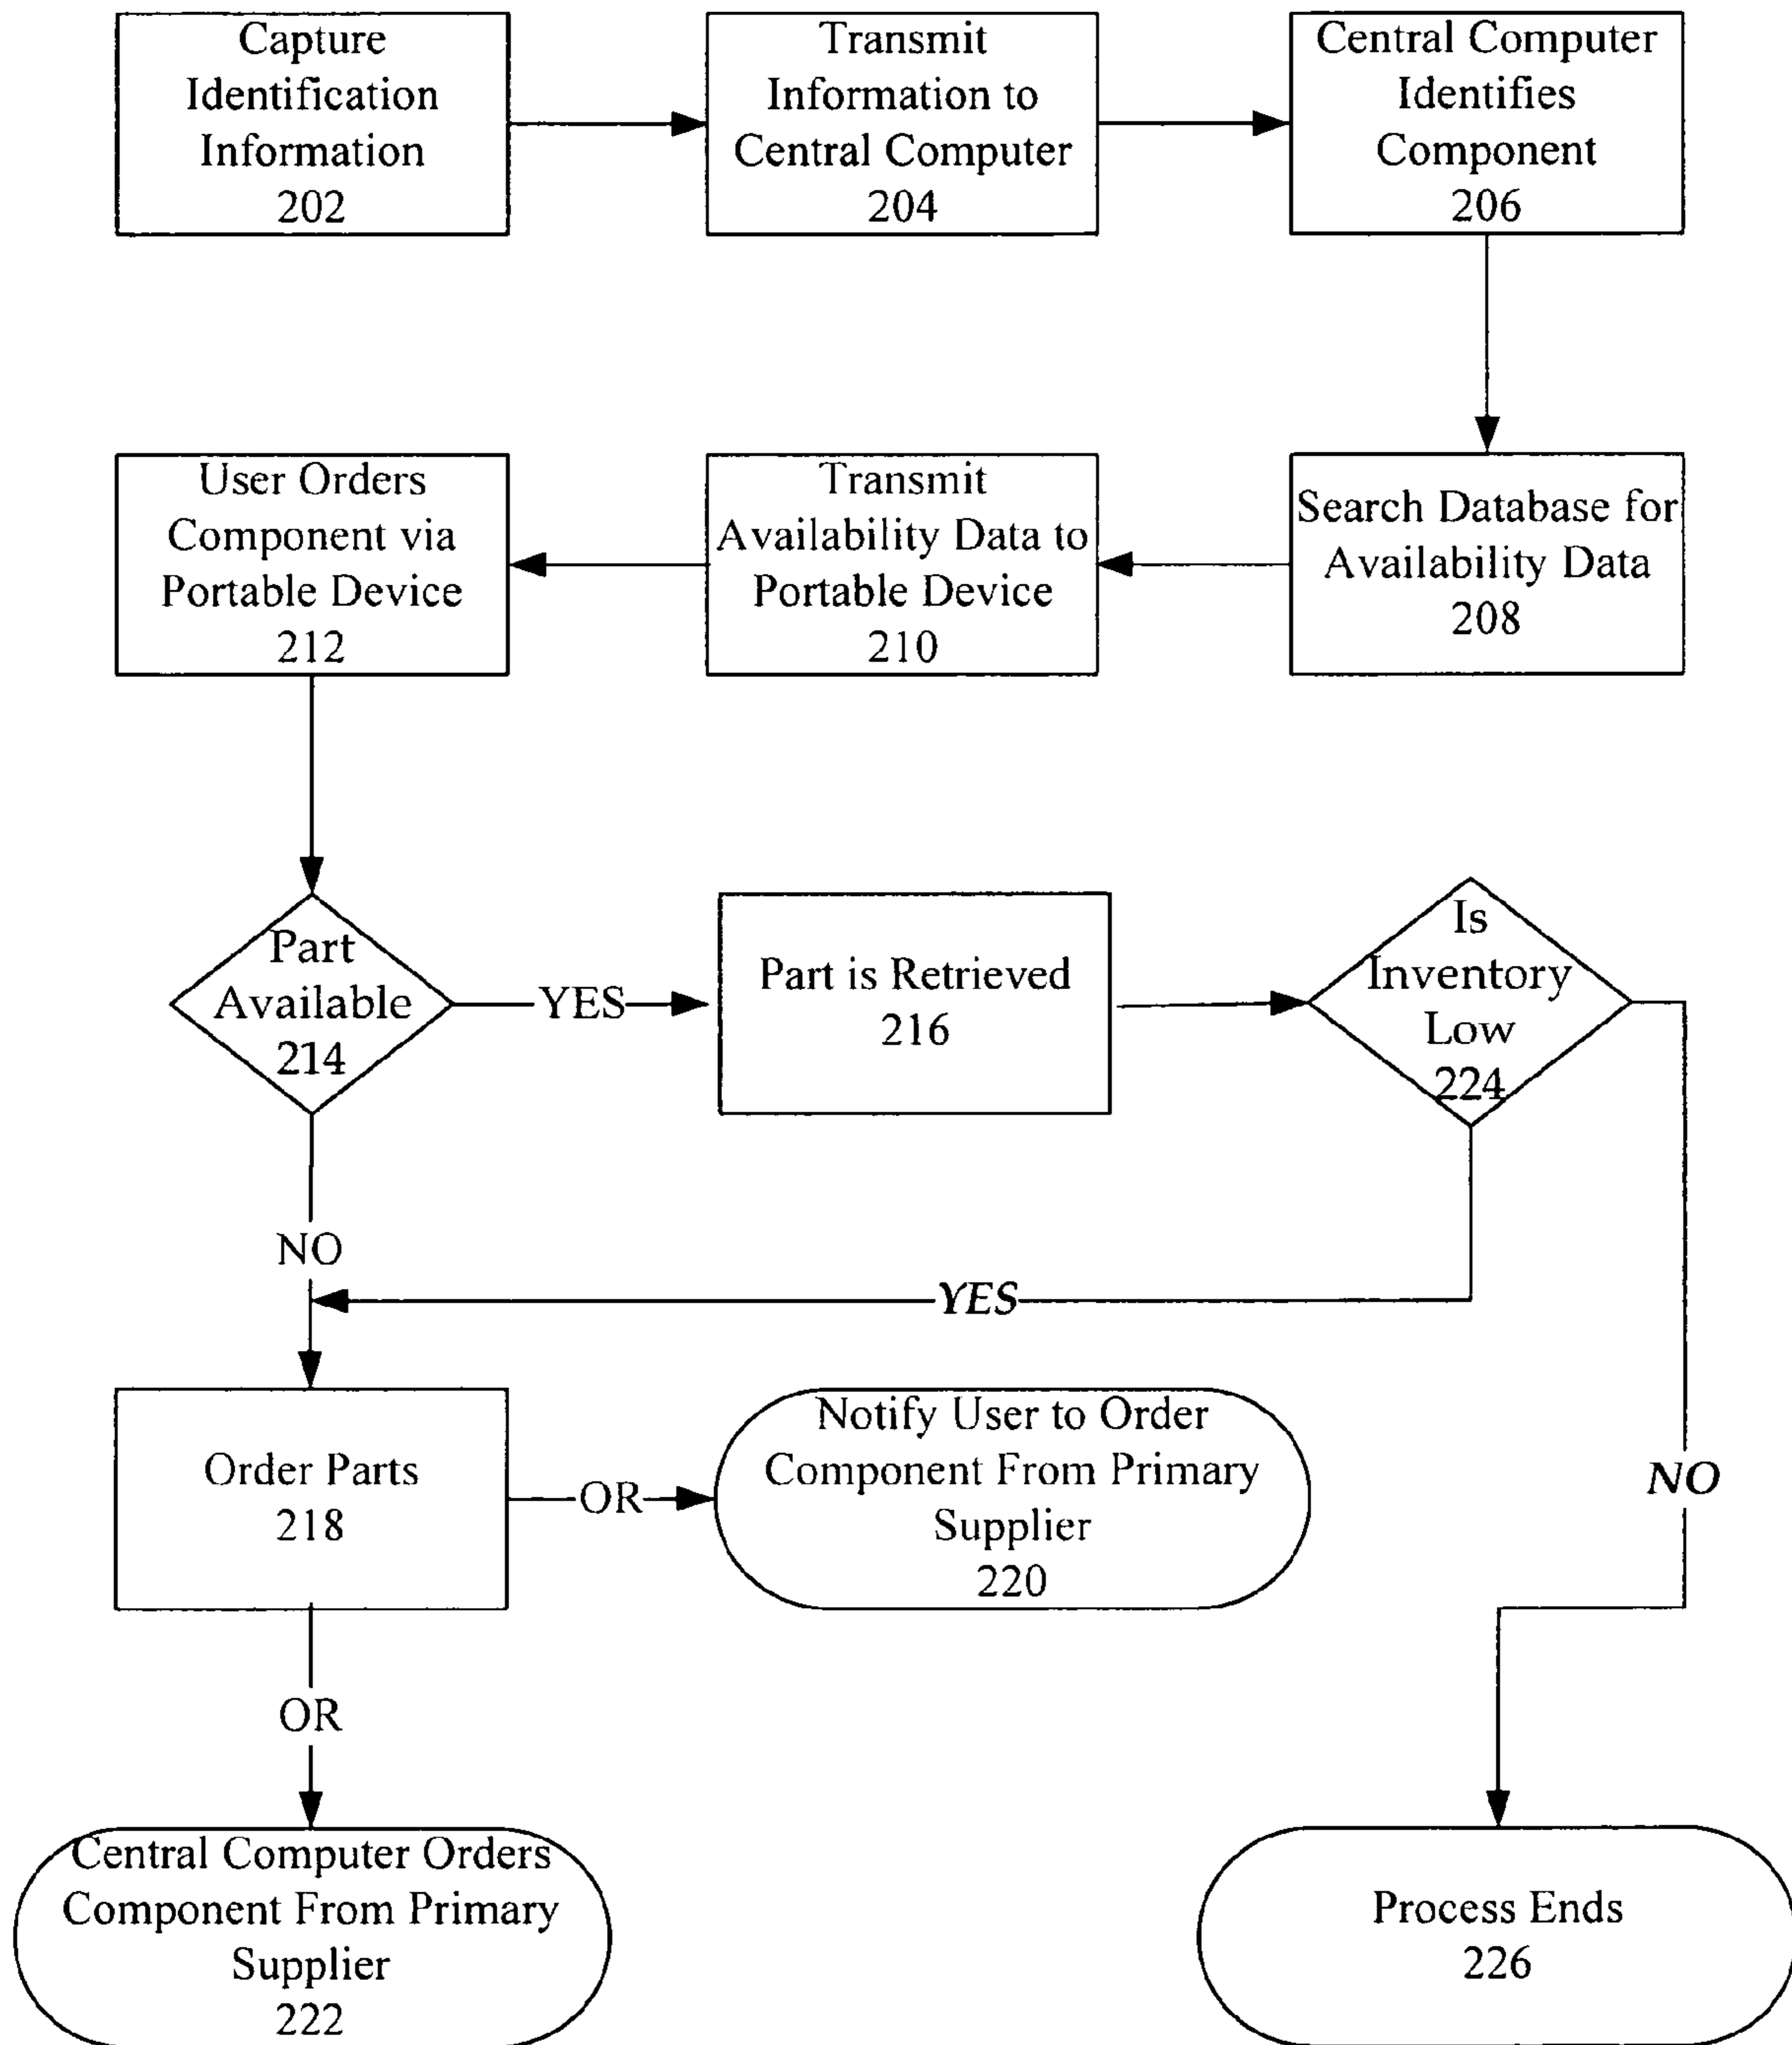 Capture
Identification
Information
202
Transmit
Information to
Central Computer
204
Central Computer
Identifies
Component
206
User Orders
Component via
Portable Device
212
Transmit
Availability Data to
Portable Device
210
Search Database for
Availability Data
208
Part
Available
214
YES
Part is Retrieved
216
Is
Inventory
Low
224
NO
YES
Order Parts
218
OR
Notify User to Order
Component From Primary
Supplier
220
NO
OR
Central Computer Orders
Component From Primary
Supplier
222
Process Ends
226